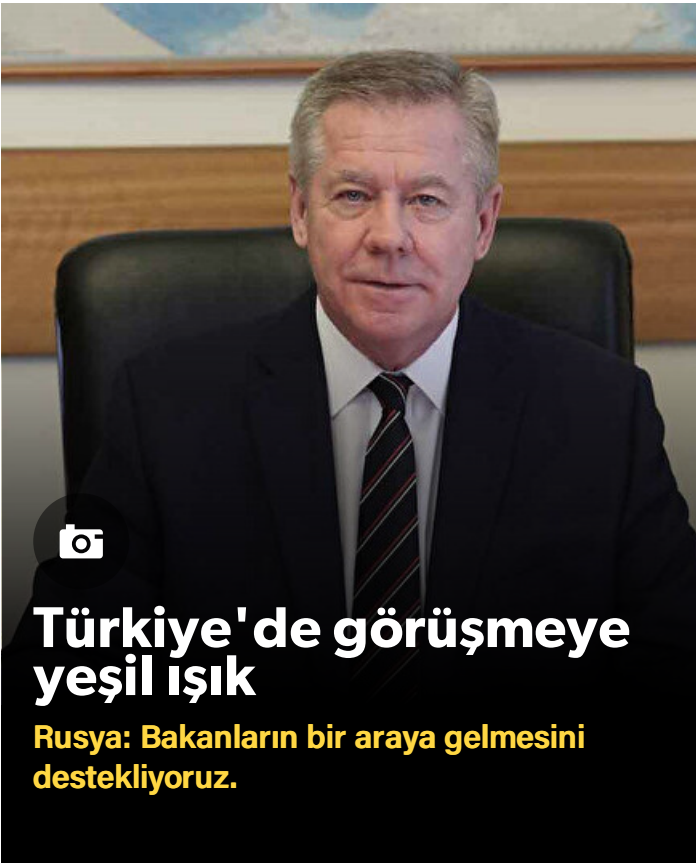 Türkiye'de görüşmeye
yeşil ışık
Rusya: Bakanların bir araya gelmesini
destekliyoruz.